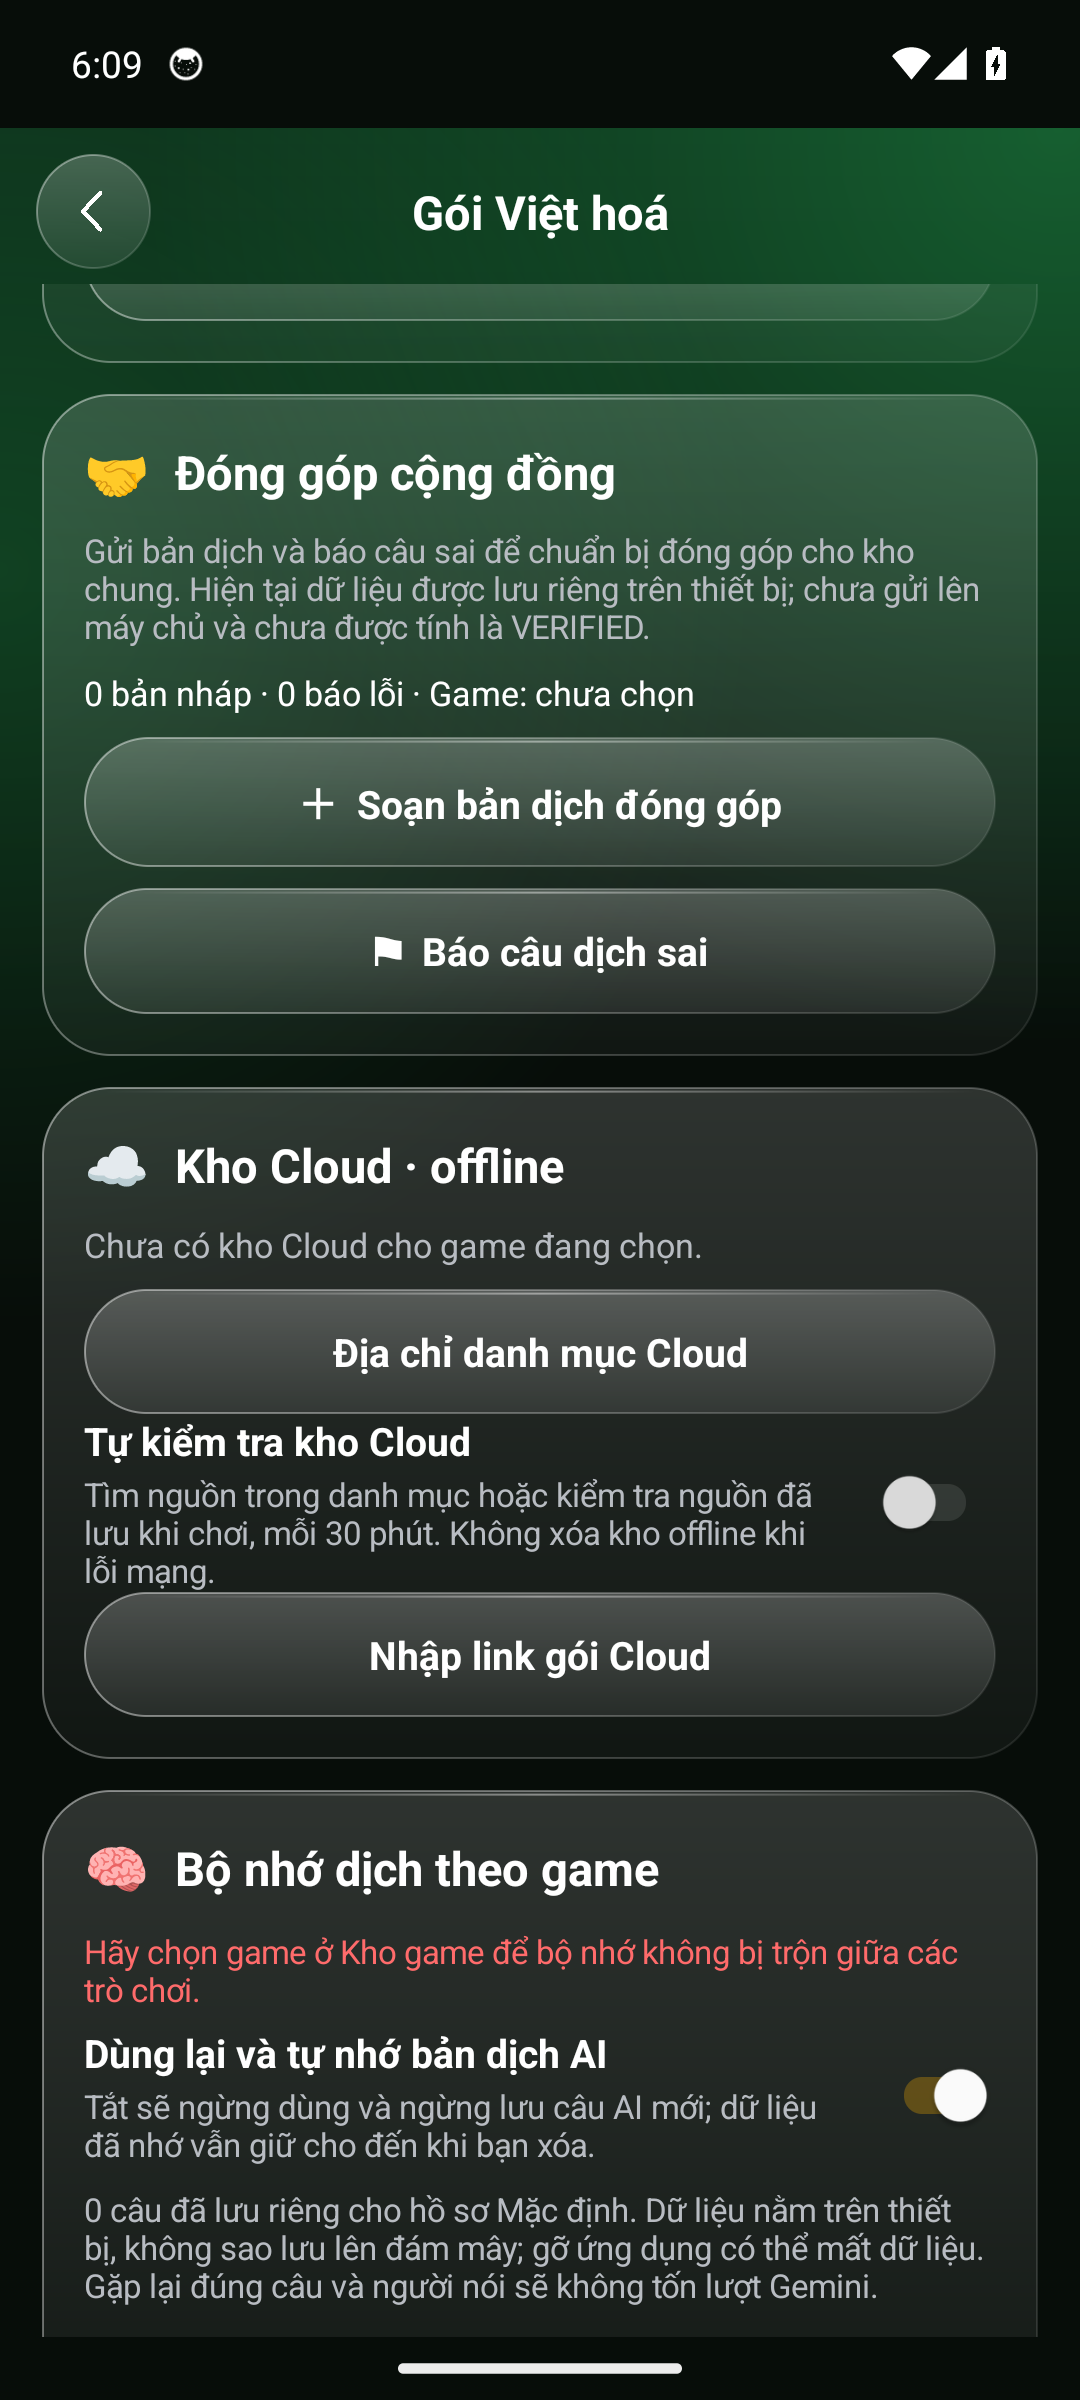 6:09
Gói Việt hoá
🤝 Đóng góp cộng đồng
Gửi bản dịch và báo câu sai để chuẩn bị đóng góp cho kho
chung. Hiện tại dữ liệu được lưu riêng trên thiết bị; chưa gửi lên
máy chủ và chưa được tính là VERIFIED.
0 bản nháp · 0 báo lỗi · Game: chưa chọn
+ Soạn bản dịch đóng góp
⚑ Báo câu dịch sai
☁️ Kho Cloud · offline
Chưa có kho Cloud cho game đang chọn.
Địa chỉ danh mục Cloud
Tự kiểm tra kho Cloud
Tìm nguồn trong danh mục hoặc kiểm tra nguồn đã
lưu khi chơi, mỗi 30 phút. Không xóa kho offline khi
lỗi mạng.
Nhập link gói Cloud
🧠 Bộ nhớ dịch theo game
Hãy chọn game ở Kho game để bộ nhớ không bị trộn giữa các
trò chơi.
Dùng lại và tự nhớ bản dịch AI
Tắt sẽ ngừng dùng và ngừng lưu câu AI mới; dữ liệu
đã nhớ vẫn giữ cho đến khi bạn xóa.
0 câu đã lưu riêng cho hồ sơ Mặc định. Dữ liệu nằm trên thiết
bị, không sao lưu lên đám mây; gỡ ứng dụng có thể mất dữ liệu.
Gặp lại đúng câu và người nói sẽ không tốn lượt Gemini.